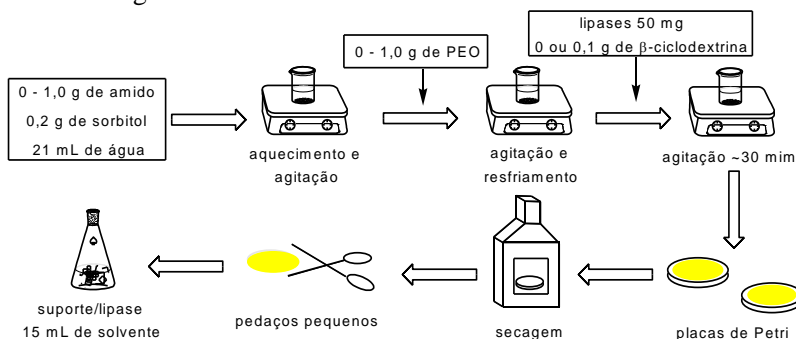 0 - 1,0 g de amido
0,2 g de sorbitol
21 mL de água
aquecimento e
agitação
0 - 1,0 g de PEO
agitação e
resfriamento
lipases 50 mg
0 ou 0,1 g de β-ciclodextrina
agitação ~30 mim
placas de Petri
secagem
pedaços pequenos
suporte/lipase
15 mL de solvente